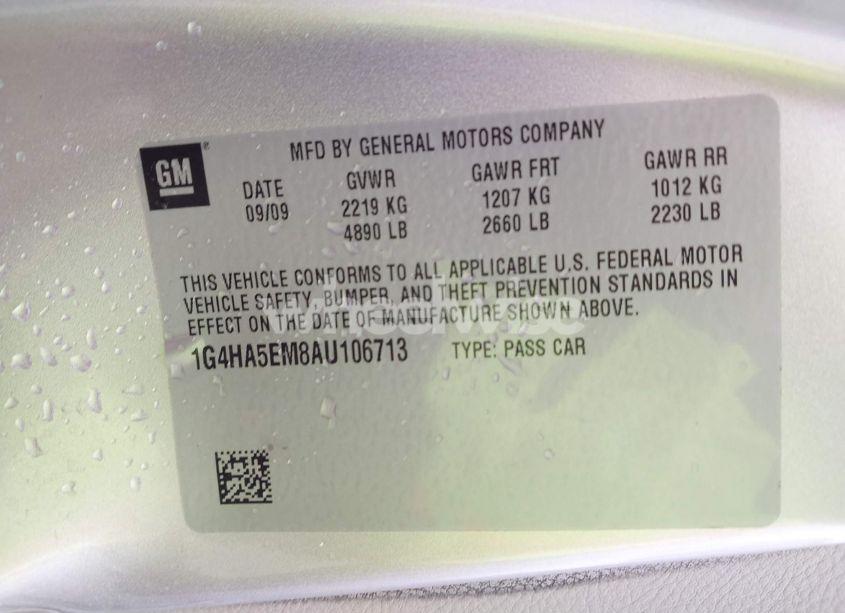 GM
MFD BY GENERAL MOTORS COMPANY
DATE GVWR GAWR FRT GAWR RR
09/09 2219 KG 1207 KG 1012 KG
4890 LB 2660 LB 2230 LB
THIS VEHICLE CONFORMS TO ALL APPLICABLE U.S. FEDERAL MOTOR
VEHICLE SAFETY, BUMPER, AND THEFT PREVENTION STANDARDS IN
EFFECT ON THE DATE OF MANUFACTURE SHOWN ABOVE.
1G4HA5EM8AU106713 TYPE: PASS CAR